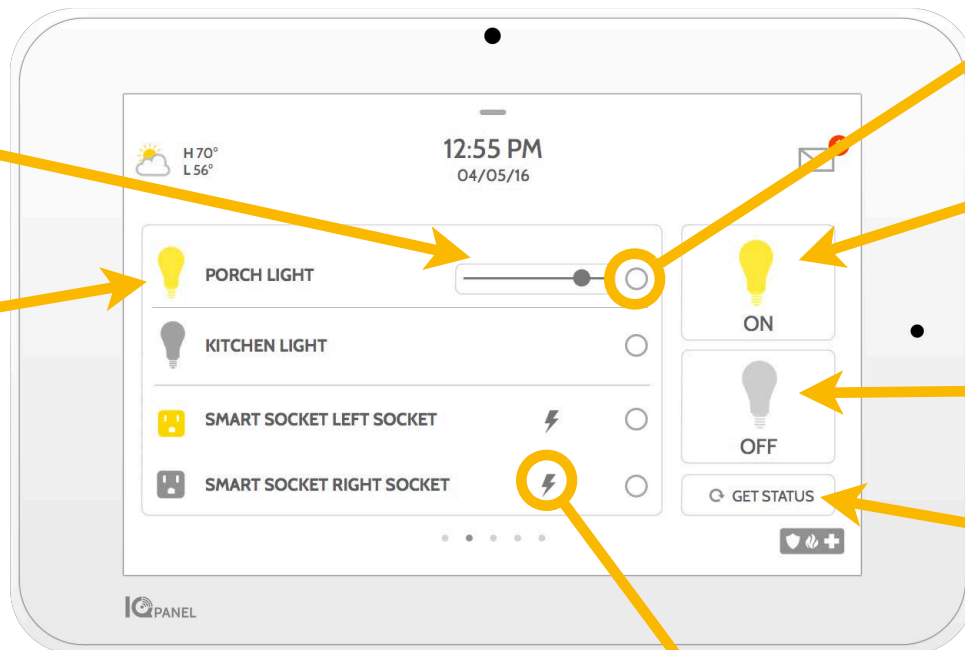 H 70°
L 56°
12:55 PM
04/05/16
PORCH LIGHT
KITCHEN LIGHT
SMART SOCKET LEFT SOCKET
SMART SOCKET RIGHT SOCKET
ON
OFF
GET STATUS
IQ PANEL